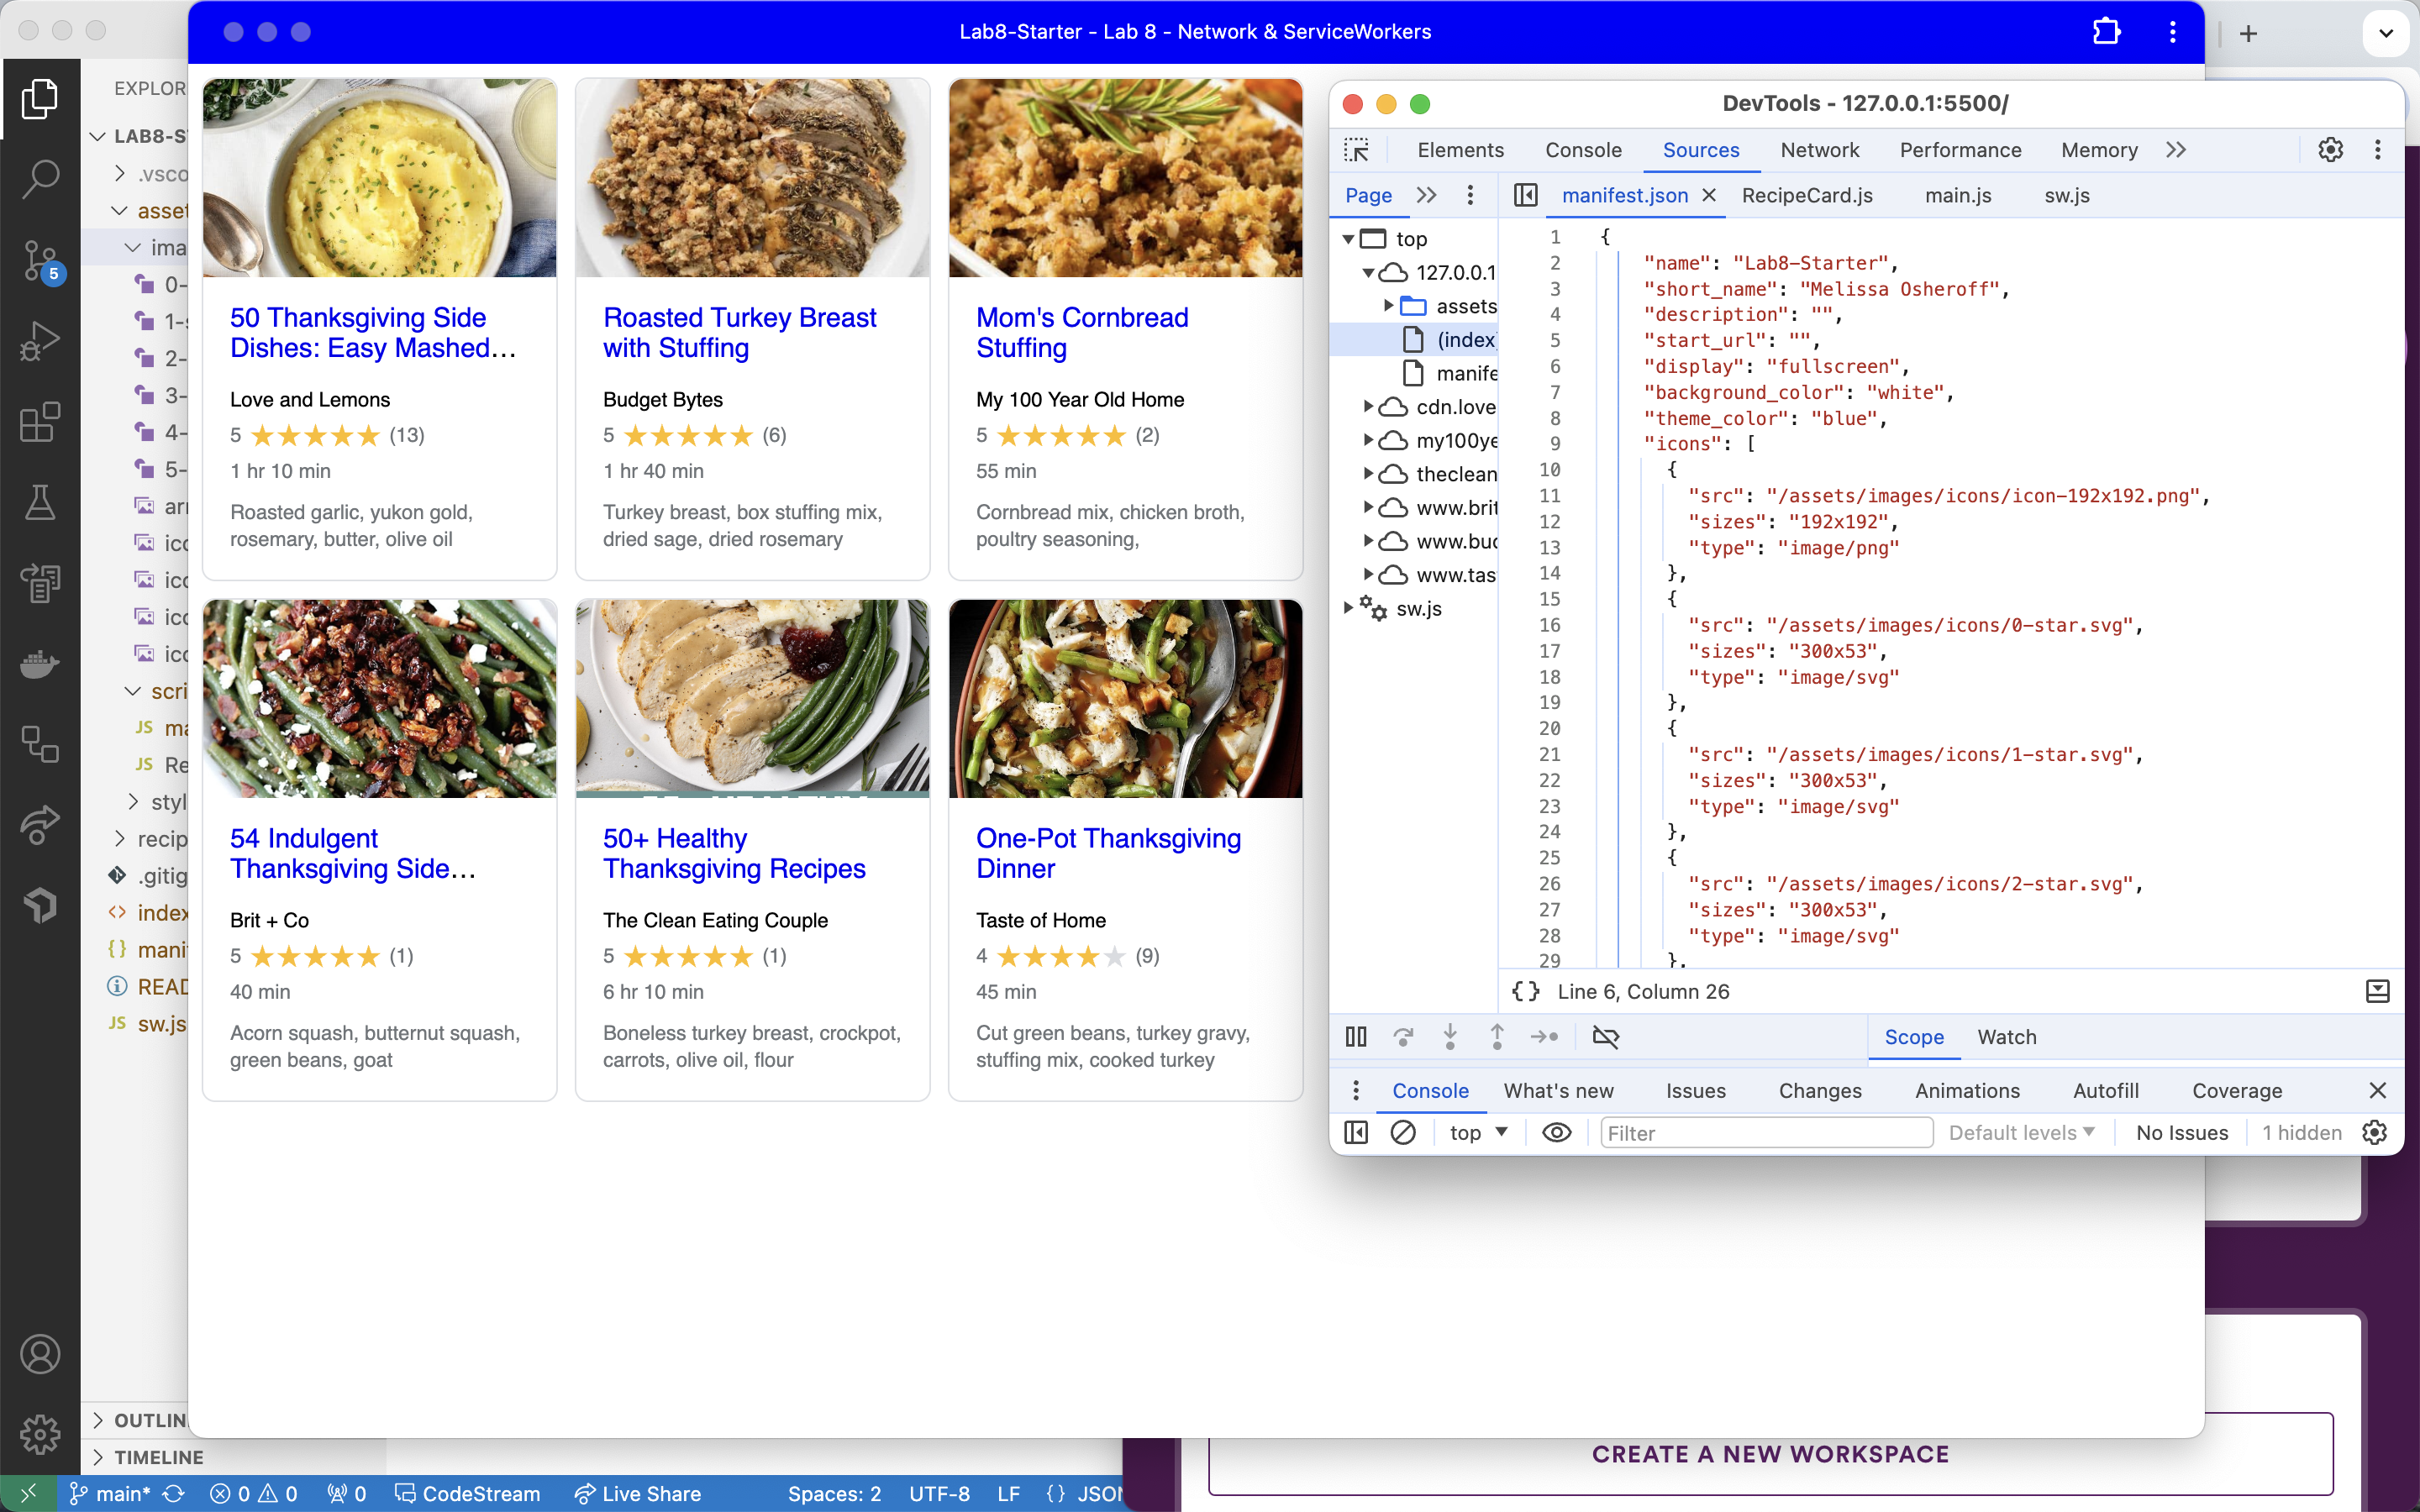 Lab8-Starter - Lab 8 - Network & ServiceWorkers
EXPLOR
LAB8-S
.vsco
asset
ima
0-
1-s
2-
3-
4-
5-
arr
icc
icc
icc
icc
scri
JS ma
JS Re
styl
recip
.gitig
<> index
{} mani
READ
JS sw.js
OUTLIN
TIMELINE
5
50 Thanksgiving Side
Dishes: Easy Mashed...
Love and Lemons
5 (13)
1 hr 10 min
Roasted garlic, yukon gold,
rosemary, butter, olive oil
Roasted Turkey Breast
with Stuffing
Budget Bytes
5 (6)
1 hr 40 min
Turkey breast, box stuffing mix,
dried sage, dried rosemary
Mom's Cornbread
Stuffing
My 100 Year Old Home
5 (2)
55 min
Cornbread mix, chicken broth,
poultry seasoning,
54 Indulgent
Thanksgiving Side...
Brit + Co
5 (1)
40 min
Acorn squash, butternut squash,
green beans, goat
50+ Healthy
Thanksgiving Recipes
The Clean Eating Couple
5 (1)
6 hr 10 min
Boneless turkey breast, crockpot,
carrots, olive oil, flour
One-Pot Thanksgiving
Dinner
Taste of Home
4 (9)
45 min
Cut green beans, turkey gravy,
stuffing mix, cooked turkey
DevTools - 127.0.0.1:5500/
Elements Console Sources Network Performance Memory
Page
manifest.json RecipeCard.js main.js sw.js
top
127.0.0.1
assets
(index)
manife
cdn.love
my100ye
theclean
www.brit
www.buc
www.tas
sw.js
1 {
2 "name": "Lab8-Starter",
3 "short_name": "Melissa Osheroff",
4 "description": "",
5 "start_url": "",
6 "display": "fullscreen",
7 "background_color": "white",
8 "theme_color": "blue",
9 "icons": [
10 {
11 "src": "/assets/images/icons/icon-192x192.png",
12 "sizes": "192x192",
13 "type": "image/png"
14 },
15 {
16 "src": "/assets/images/icons/0-star.svg",
17 "sizes": "300x53",
18 "type": "image/svg"
19 },
20 {
21 "src": "/assets/images/icons/1-star.svg",
22 "sizes": "300x53",
23 "type": "image/svg"
24 },
25 {
26 "src": "/assets/images/icons/2-star.svg",
27 "sizes": "300x53",
28 "type": "image/svg"
29 },
{} Line 6, Column 26
Scope Watch
Console What's new Issues Changes Animations Autofill Coverage
top Filter Default levels No Issues 1 hidden
CREATE A NEW WORKSPACE
main* 0 0 0 CodeStream Live Share Spaces: 2 UTF-8 LF {} JSON